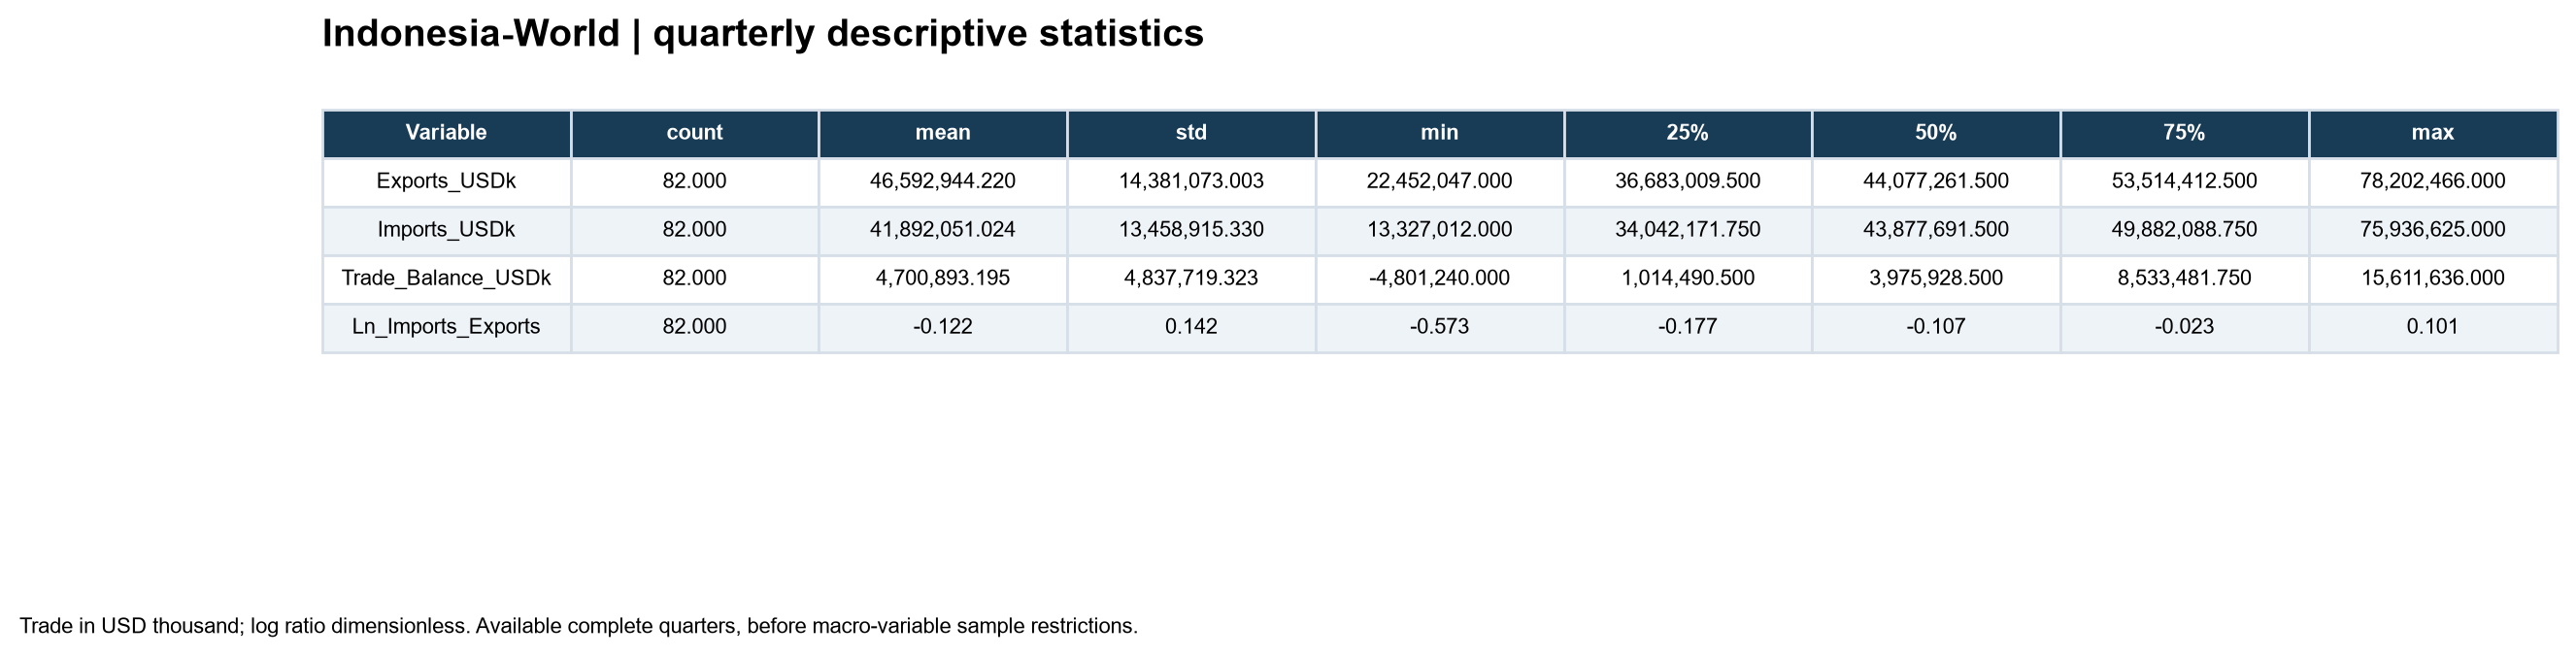 Indonesia-World | quarterly descriptive statistics
Variable count mean std min 25% 50% 75% max
Exports_USDk 82.000 46,592,944.220 14,381,073.003 22,452,047.000 36,683,009.500 44,077,261.500 53,514,412.500 78,202,466.000
Imports_USDk 82.000 41,892,051.024 13,458,915.330 13,327,012.000 34,042,171.750 43,877,691.500 49,882,088.750 75,936,625.000
Trade_Balance_USDk 82.000 4,700,893.195 4,837,719.323 -4,801,240.000 1,014,490.500 3,975,928.500 8,533,481.750 15,611,636.000
Ln_Imports_Exports 82.000 -0.122 0.142 -0.573 -0.177 -0.107 -0.023 0.101
Trade in USD thousand; log ratio dimensionless. Available complete quarters, before macro-variable sample restrictions.